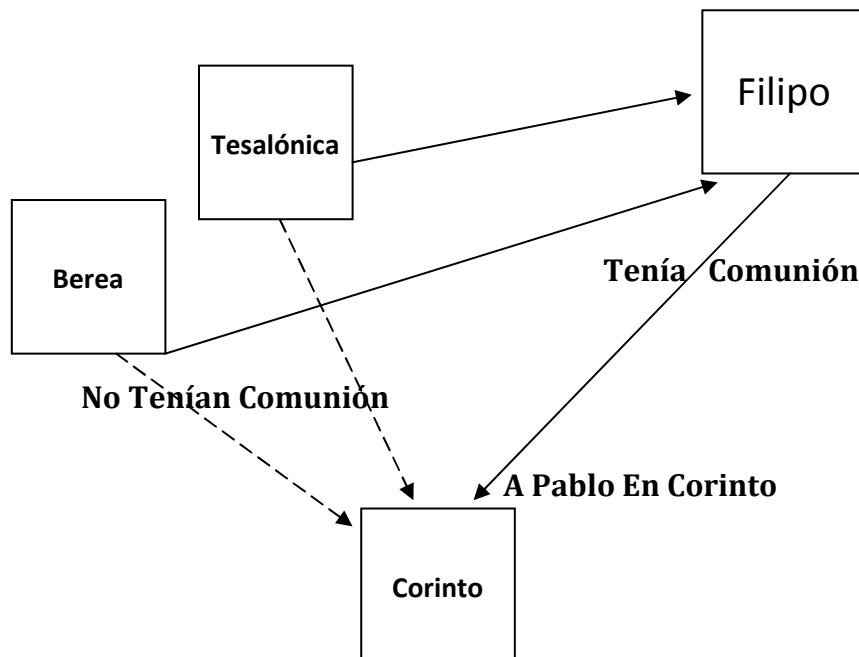 Filipo
Tesalónica
Berea
Tenía Comunión
No Tenían Comunión
A Pablo En Corinto
Corinto